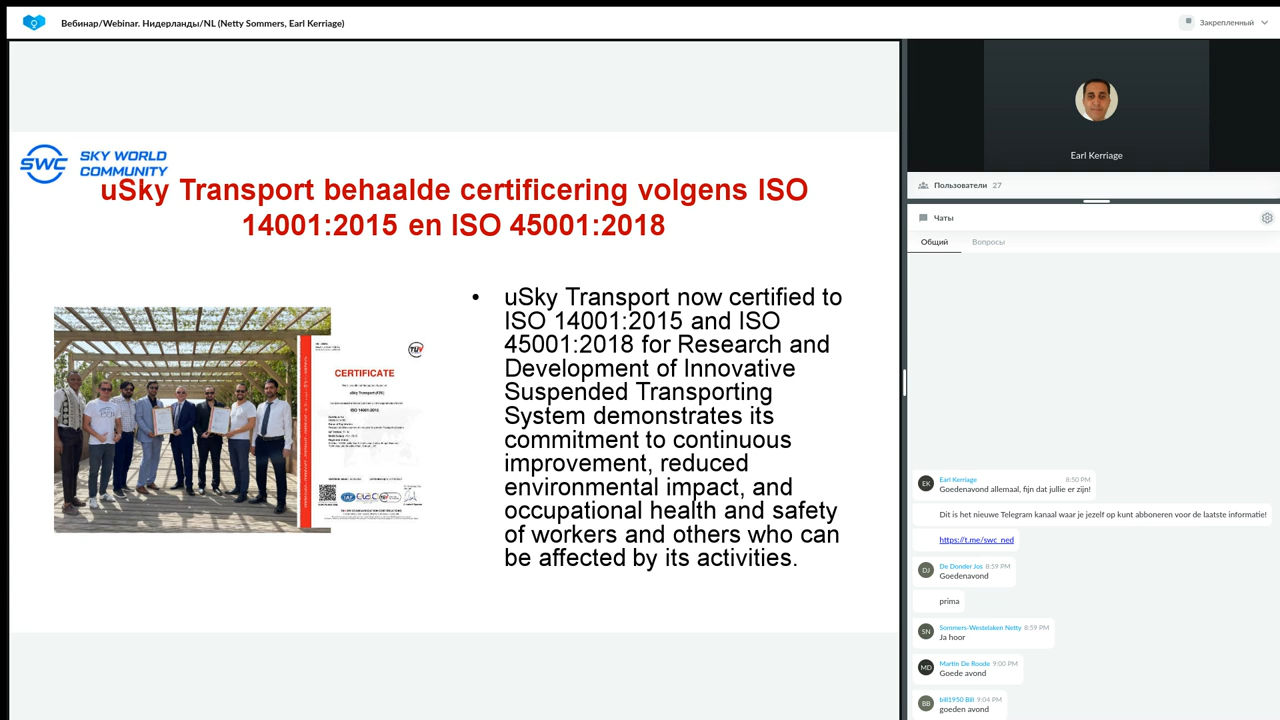 Вебинар/Webinar. Нидерланды/NL (Netty Sommers, Earl Kerriage)
Закрепленный
SWC SKY WORLD
COMMUNITY
uSky Transport behaalde certificering volgens ISO
14001:2015 en ISO 45001:2018
TÜV
CERTIFICATE
uSky Transport (FZE)
ISO 14001:2015
• uSky Transport now certified to
ISO 14001:2015 and ISO
45001:2018 for Research and
Development of Innovative
Suspended Transporting
System demonstrates its
commitment to continuous
improvement, reduced
environmental impact, and
occupational health and safety
of workers and others who can
be affected by its activities.
Earl Kerriage
Пользователи 27
Чаты
Общий Вопросы
EK Earl Kerriage 8:50 PM
Goedenavond allemaal, fijn dat jullie er zijn!
Dit is het nieuwe Telegram kanaal waar je jezelf op kunt abboneren voor de laatste informatie!
https://t.me/swc_ned
DJ De Donder Jos 8:59 PM
Goedenavond
prima
SN Sommers-Westelaken Netty 8:59 PM
Ja hoor
MD Martin De Roode 9:00 PM
Goede avond
BB bill1950 Bill 9:04 PM
goeden avond